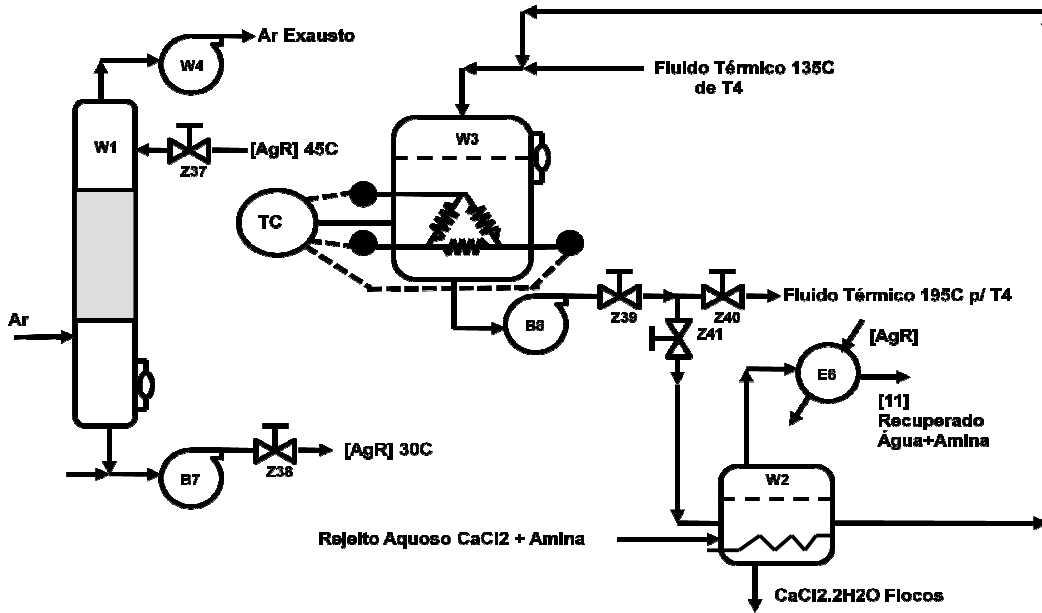 Ar Exausto
W4
Fluido Térmico 135C
de T4
W1
[AgR] 45C
Z37
W3
TC
Ar
B8
Z39
Z40
Fluido Térmico 195C p/ T4
Z41
[AgR]
E6
[11]
Recuperado
Água+Amina
[AgR] 30C
B7
Z38
W2
Rejeito Aquoso CaCl2 + Amina
CaCl2.2H2O Flocos